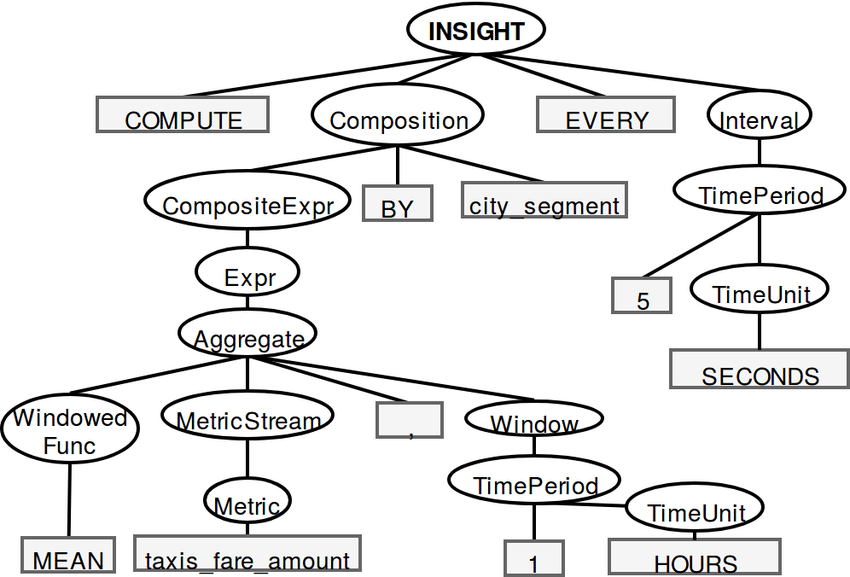 INSIGHT
COMPUTE
Composition
EVERY
Interval
CompositeExpr
BY
city_segment
TimePeriod
Expr
5
TimeUnit
Aggregate
SECONDS
Windowed
Func
MetricStream
,
Window
Metric
TimePeriod
TimeUnit
MEAN
taxis_fare_amount
1
HOURS